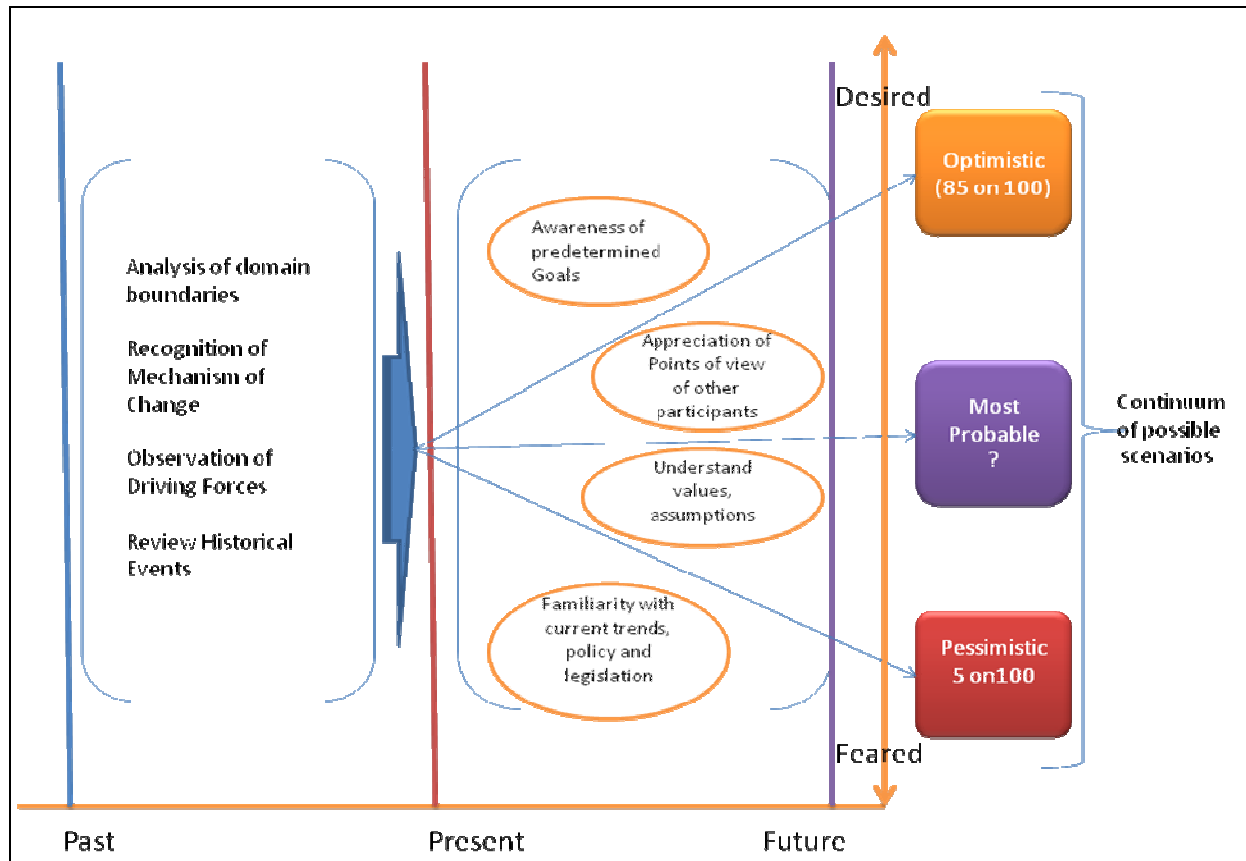 Analysis of domain
boundaries
Recognition of
Mechanism of
Change
Observation of
Driving Forces
Review Historical
Events
Awareness of
predetermined
Goals
Appreciation of
Points of view
of other
participants
Understand
values,
assumptions
Familiarity with
current trends,
policy and
legislation
Desired
Feared
Optimistic
(85 on 100)
Most
Probable
?
Pessimistic
5 on100
Continuum
of possible
scenarios
Past
Present
Future